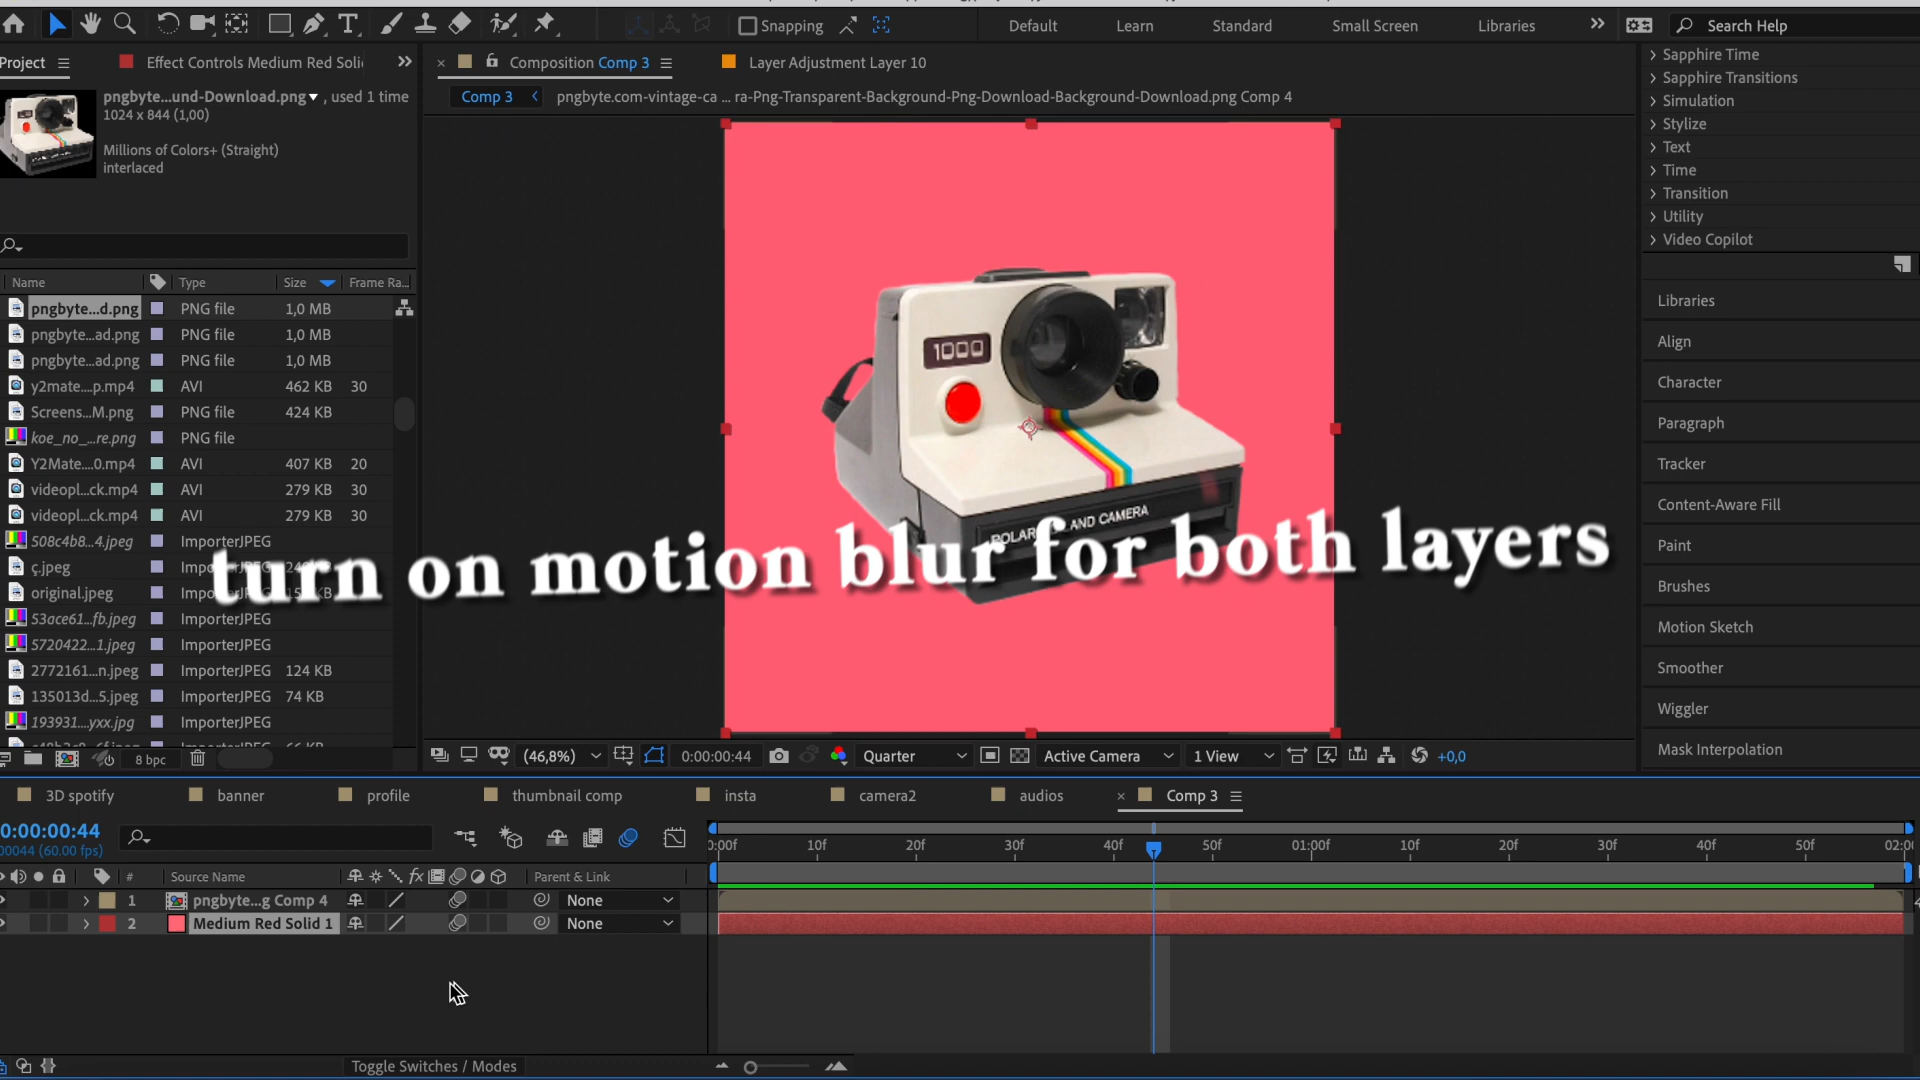 Snapping
Default
Learn
Standard
Small Screen
Libraries
Search Help
Project
Effect Controls Medium Red Soli
Composition Comp 3
Layer Adjustment Layer 10
pngbyte...und-Download.png , used 1 time
1024 x 844 (1,00)
Millions of Colors+ (Straight)
interlaced
Comp 3
pngbyte.com-vintage-ca ... ra-Png-Transparent-Background-Png-Download-Background-Download.png Comp 4
Sapphire Time
Sapphire Transitions
Simulation
Stylize
Text
Time
Transition
Utility
Video Copilot
Libraries
Align
Character
Paragraph
Tracker
Content-Aware Fill
Paint
Brushes
Motion Sketch
Smoother
Wiggler
Mask Interpolation
Name Type Size Frame Ra...
pngbyte...d.png PNG file 1,0 MB
pngbyte...ad.png PNG file 1,0 MB
pngbyte...ad.png PNG file 1,0 MB
y2mate....p.mp4 AVI 462 KB 30
Screens...M.png PNG file 424 KB
koe_no_...re.png PNG file
Y2Mate....0.mp4 AVI 407 KB 20
videopl...ck.mp4 AVI 279 KB 30
videopl...ck.mp4 AVI 279 KB 30
508c4b8...4.jpeg ImporterJPEG
ç.jpeg
original.jpeg ImporterJPEG
53ace61...fb.jpeg ImporterJPEG
5720422...1.jpeg ImporterJPEG
2772161...n.jpeg ImporterJPEG 124 KB
135013d...5.jpeg ImporterJPEG 74 KB
193931...yxx.jpg ImporterJPEG
8 bpc
1000
AND CAMERA
turn on motion blur for both layers
(46,8%)
0:00:00:44
Quarter
Active Camera
1 View
+0,0
3D spotify
banner
profile
thumbnail comp
insta
camera2
audios
Comp 3
0:00:00:44
00044 (60.00 fps)
0:00f 10f 20f 30f 40f 50f 01:00f 10f 20f 30f 40f 50f 02:00
# Source Name fx Parent & Link
1 pngbyte...g Comp 4 None
2 Medium Red Solid 1 None
Toggle Switches / Modes